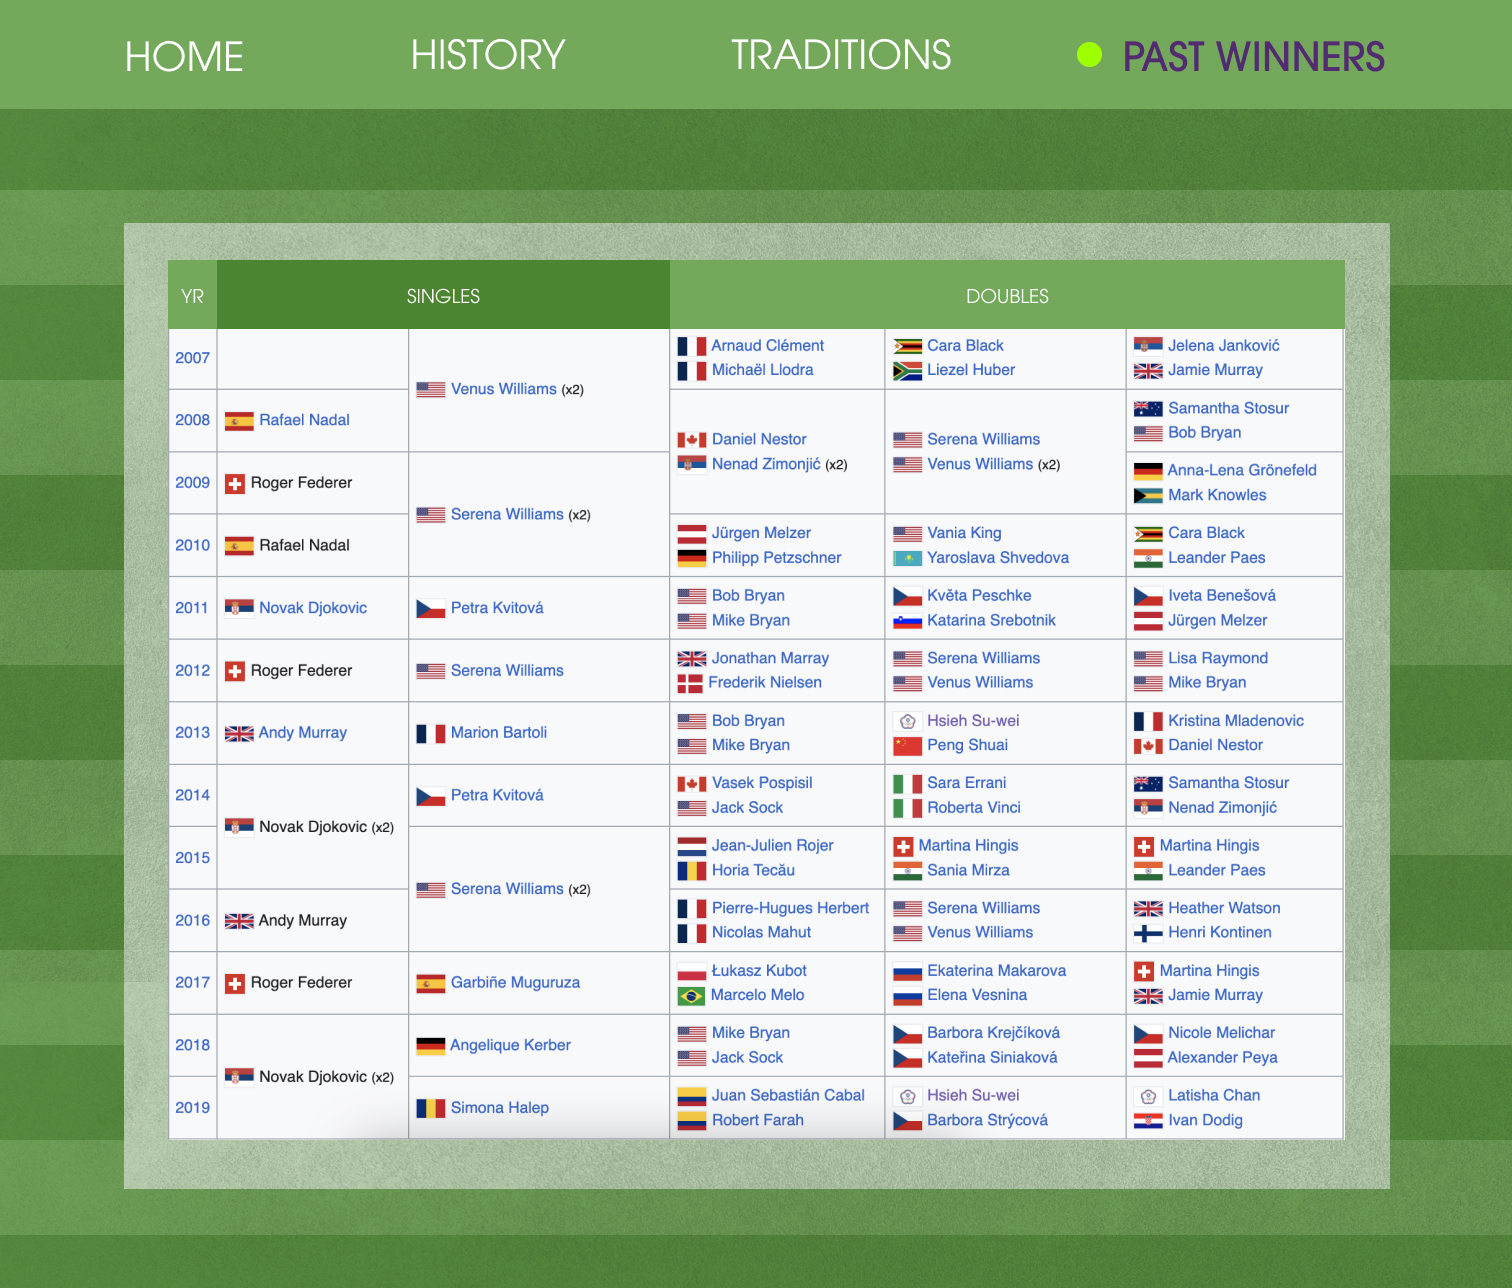 HOME HISTORY TRADITIONS PAST WINNERS
YR SINGLES DOUBLES
2007
Venus Williams (x2)
Arnaud Clément
Michaël Llodra
Cara Black
Liezel Huber
Jelena Janković
Jamie Murray
2008
Rafael Nadal
Daniel Nestor
Nenad Zimonjić (x2)
Serena Williams
Venus Williams (x2)
Samantha Stosur
Bob Bryan
2009
Roger Federer
Serena Williams (x2)
Anna-Lena Grönefeld
Mark Knowles
2010
Rafael Nadal
Jürgen Melzer
Philipp Petzschner
Vania King
Yaroslava Shvedova
Cara Black
Leander Paes
2011
Novak Djokovic
Petra Kvitová
Bob Bryan
Mike Bryan
Květa Peschke
Katarina Srebotnik
Iveta Benešová
Jürgen Melzer
2012
Roger Federer
Serena Williams
Jonathan Marray
Frederik Nielsen
Serena Williams
Venus Williams
Lisa Raymond
Mike Bryan
2013
Andy Murray
Marion Bartoli
Bob Bryan
Mike Bryan
Hsieh Su-wei
Peng Shuai
Kristina Mladenovic
Daniel Nestor
2014
Novak Djokovic (x2)
Petra Kvitová
Vasek Pospisil
Jack Sock
Sara Errani
Roberta Vinci
Samantha Stosur
Nenad Zimonjić
2015
Serena Williams (x2)
Jean-Julien Rojer
Horia Tecău
Martina Hingis
Sania Mirza
Martina Hingis
Leander Paes
2016
Andy Murray
Pierre-Hugues Herbert
Nicolas Mahut
Serena Williams
Venus Williams
Heather Watson
Henri Kontinen
2017
Roger Federer
Garbiñe Muguruza
Łukasz Kubot
Marcelo Melo
Ekaterina Makarova
Elena Vesnina
Martina Hingis
Jamie Murray
2018
Novak Djokovic (x2)
Angelique Kerber
Mike Bryan
Jack Sock
Barbora Krejčíková
Kateřina Siniaková
Nicole Melichar
Alexander Peya
2019
Simona Halep
Juan Sebastián Cabal
Robert Farah
Hsieh Su-wei
Barbora Strýcová
Latisha Chan
Ivan Dodig